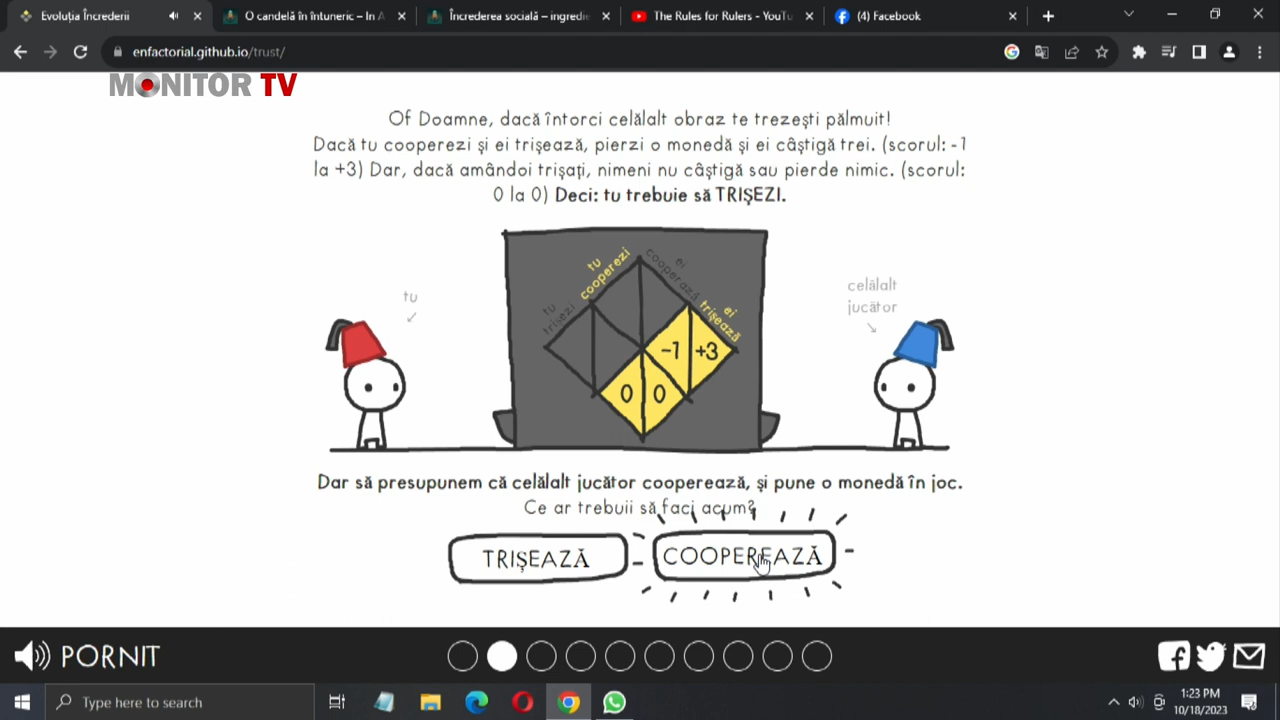 Evoluția Încrederii
O candelă în întuneric – In A
Încrederea socială – ingredie
The Rules for Rulers - YouTu
(4) Facebook
enfactorial.github.io/trust/
MONITOR TV
Of Doamne, dacă întorci celălalt obraz te trezești pălmuit!
Dacă tu cooperezi și ei trișează, pierzi o monedă și ei câștigă trei. (scorul: -1
la +3) Dar, dacă amândoi trișați, nimeni nu câștigă sau pierde nimic. (scorul:
0 la 0) Deci: tu trebuie să TRIȘEZI.
tu
cooperezi
ei
cooperază
tu
trișezi
ei
trișează
-1
+3
0
0
tu
celălalt
jucător
Dar să presupunem că celălalt jucător cooperează, și pune o monedă în joc.
Ce ar trebuii să faci acum?
TRIȘEAZĂ
COOPEREAZĂ
PORNIT
Type here to search
1:23 PM
10/18/2023